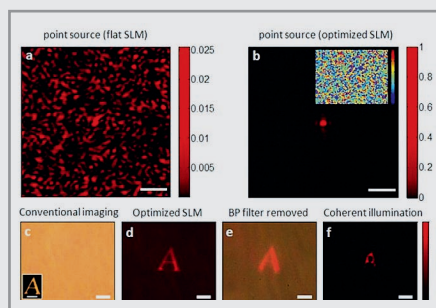 point source (flat SLM)
a
0.025
0.02
0.015
0.01
0.005
point source (optimized SLM)
b
1
0.8
0.6
0.4
0.2
0
Conventional imaging
c
A
Optimized SLM
d
A
BP filter removed
e
A
Coherent illumination
f
A